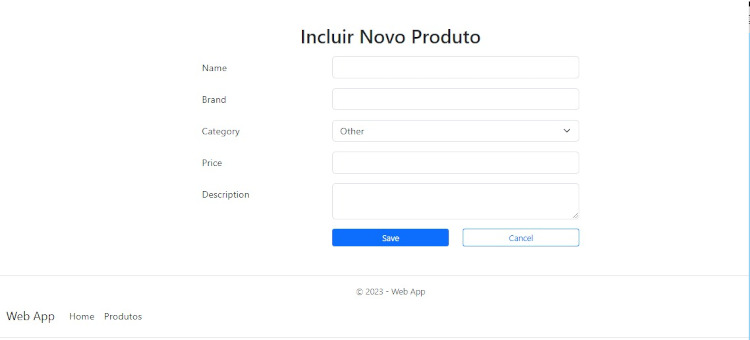 Incluir Novo Produto
Name
Brand
Category Other
Price
Description
Save Cancel
© 2023 - Web App
Web App Home Produtos